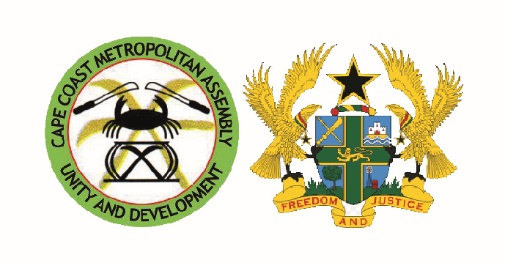 CAPE COAST METROPOLITAN ASSEMBLY
UNITY AND DEVELOPMENT
FREEDOM AND JUSTICE